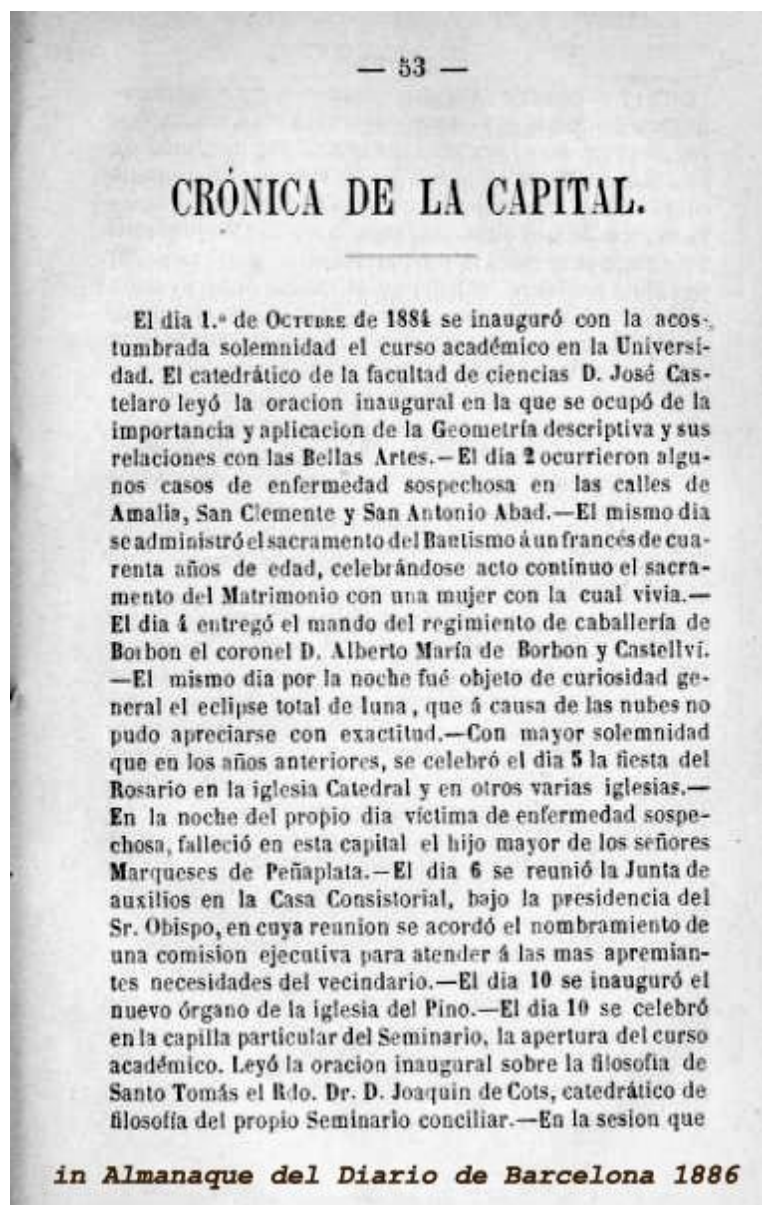 — 53 —
CRÓNICA DE LA CAPITAL.
El dia 1.º de OCTUBRE de 1884 se inauguró con la acos-
tumbrada solemnidad el curso académico en la Universi-
dad. El catedrático de la facultad de ciencias D. José Cas-
telaro leyó la oracion inaugural en la que se ocupó de la
importancia y aplicacion de la Geometría descriptiva y sus
relaciones con las Bellas Artes.—El dia 2 ocurrieron algu-
nos casos de enfermedad sospechosa en las calles de
Amalia, San Clemente y San Antonio Abad.—El mismo dia
se administró el sacramento del Bautismo á un francés de cua-
renta años de edad, celebrándose acto continuo el sacra-
mento del Matrimonio con una mujer con la cual vivia.—
El dia 4 entregó el mando del regimiento de caballería de
Borbon el coronel D. Alberto María de Borbon y Castellví.
—El mismo dia por la noche fué objeto de curiosidad ge-
neral el eclipse total de luna, que á causa de las nubes no
pudo apreciarse con exactitud.—Con mayor solemnidad
que en los años anteriores, se celebró el dia 5 la fiesta del
Rosario en la iglesia Catedral y en otros varias iglesias.—
En la noche del propio dia víctima de enfermedad sospe-
chosa, falleció en esta capital el hijo mayor de los señores
Marqueses de Peñaplata.—El dia 6 se reunió la Junta de
auxilios en la Casa Consistorial, bajo la presidencia del
Sr. Obispo, en cuya reunion se acordó el nombramiento de
una comision ejecutiva para atender á las mas apremian-
tes necesidades del vecindario.—El dia 10 se inauguró el
nuevo órgano de la iglesia del Pino.—El dia 10 se celebró
en la capilla particular del Seminario, la apertura del curso
académico. Leyó la oracion inaugural sobre la filosofia de
Santo Tomás el Rdo. Dr. D. Joaquin de Cots, catedrático de
filosofía del propio Seminario conciliar.—En la sesion que
in Almanaque del Diario de Barcelona 1886